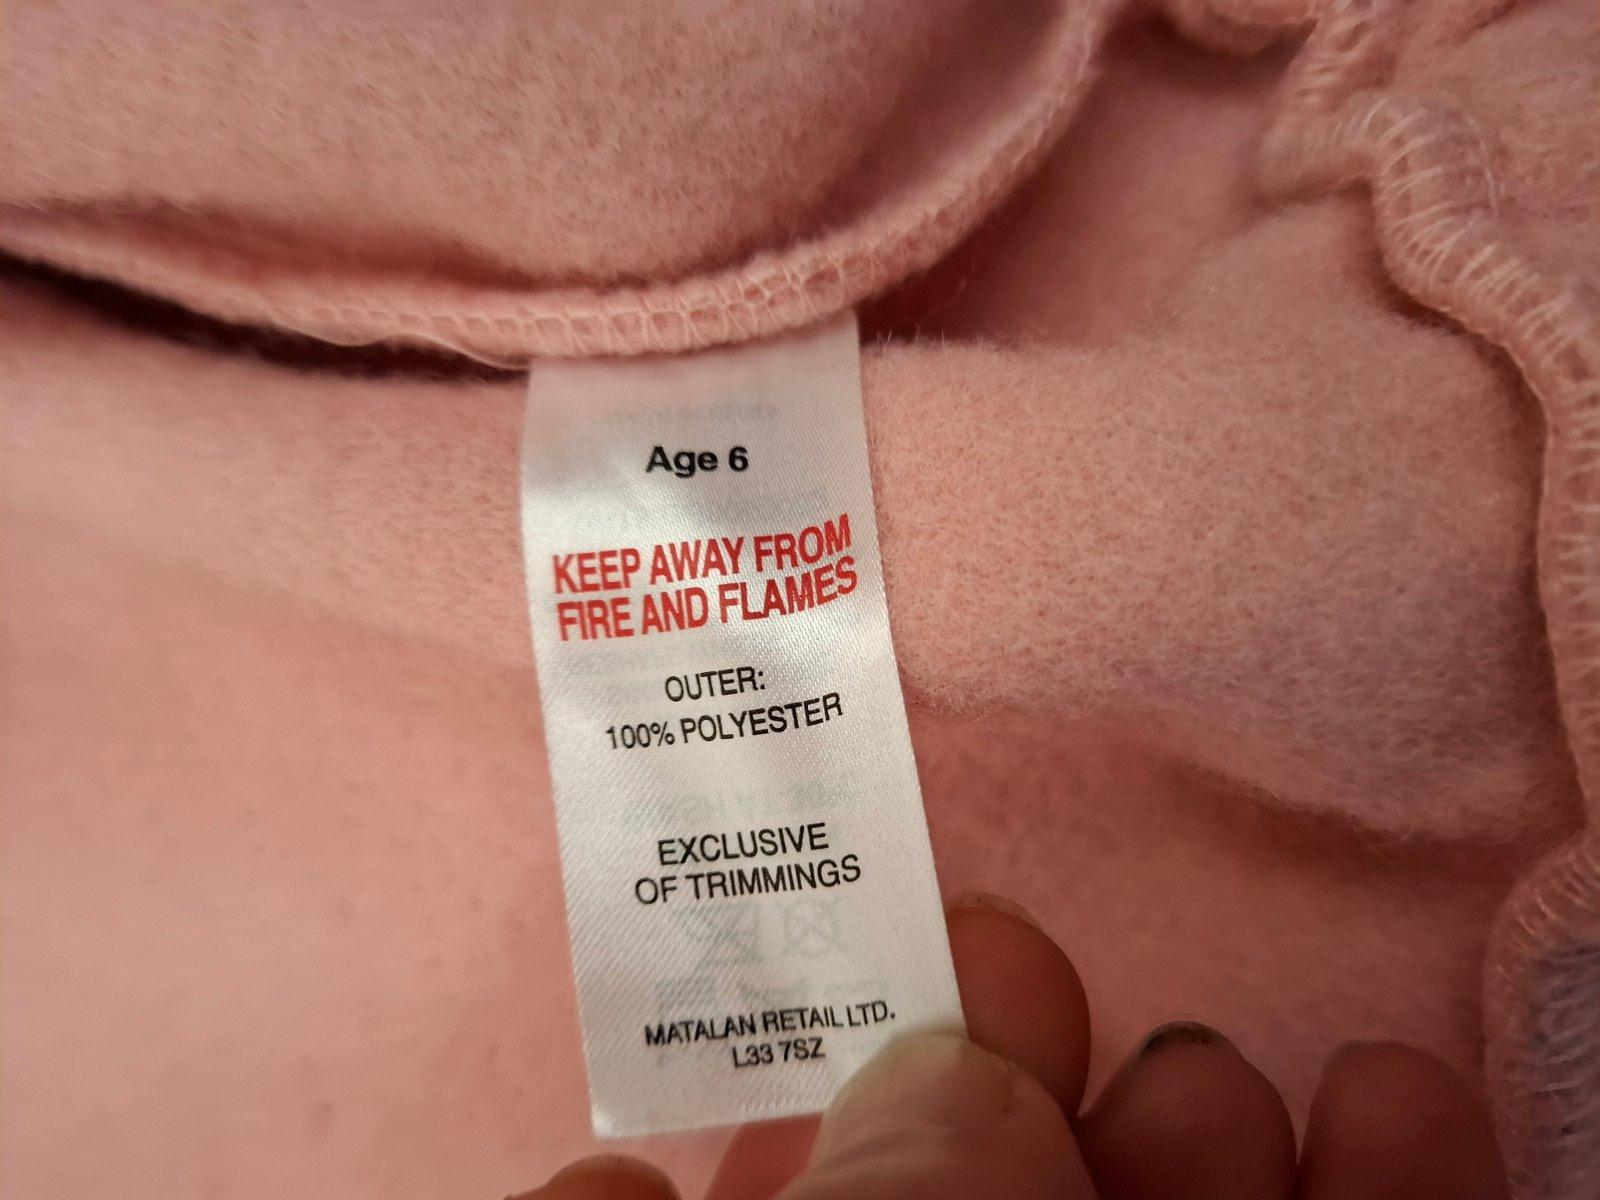 Age 6
KEEP AWAY FROM
FIRE AND FLAMES
OUTER:
100% POLYESTER
EXCLUSIVE
OF TRIMMINGS
MATALAN RETAIL LTD.
L33 7SZ